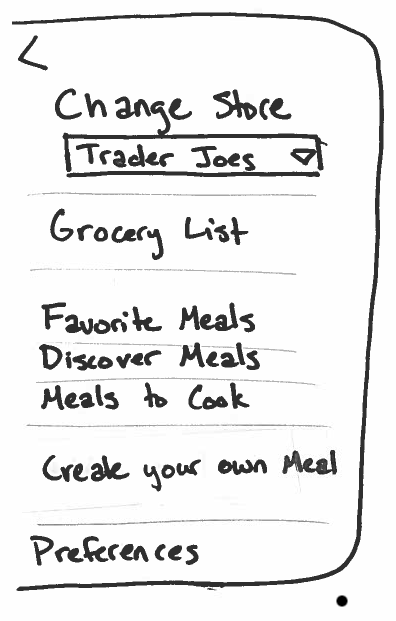 Change Store
Trader Joes
Grocery List
Favorite Meals
Discover Meals
Meals to Cook
Create your own Meal
Preferences